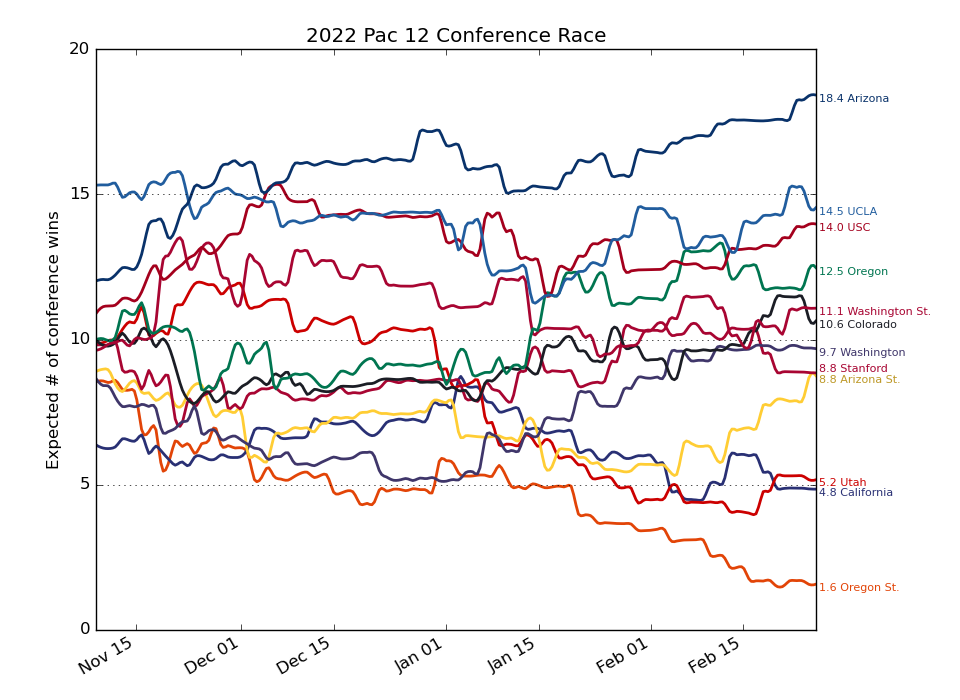 2022 Pac 12 Conference Race
Expected # of conference wins
20
15
10
5
0
18.4 Arizona
14.5 UCLA
14.0 USC
12.5 Oregon
11.1 Washington St.
10.6 Colorado
9.7 Washington
8.8 Stanford
8.8 Arizona St.
5.2 Utah
4.8 California
1.6 Oregon St.
Nov 15
Dec 01
Dec 15
Jan 01
Jan 15
Feb 01
Feb 15